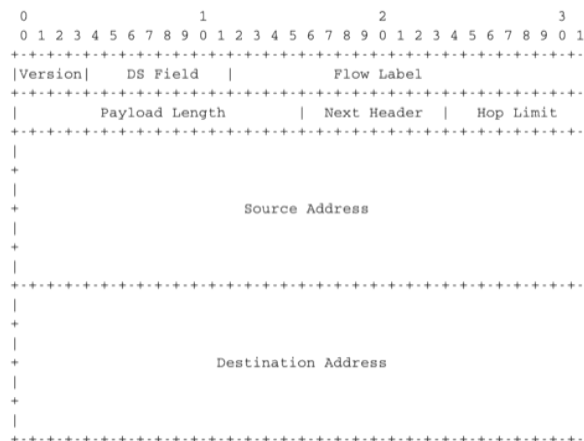 0 1 2 3
0 1 2 3 4 5 6 7 8 9 0 1 2 3 4 5 6 7 8 9 0 1 2 3 4 5 6 7 8 9 0 1
+-+-+-+-+-+-+-+-+-+-+-+-+-+-+-+-+-+-+-+-+-+-+-+-+-+-+-+-+-+-+-+-
|Version| DS Field | Flow Label
+-+-+-+-+-+-+-+-+-+-+-+-+-+-+-+-+-+-+-+-+-+-+-+-+-+-+-+-+-+-+-+-
| Payload Length | Next Header | Hop Limit
+-+-+-+-+-+-+-+-+-+-+-+-+-+-+-+-+-+-+-+-+-+-+-+-+-+-+-+-+-+-+-+-
|
+
|
+ Source Address
|
+
|
+-+-+-+-+-+-+-+-+-+-+-+-+-+-+-+-+-+-+-+-+-+-+-+-+-+-+-+-+-+-+-+-
|
+
|
+ Destination Address
|
+
|
+-+-+-+-+-+-+-+-+-+-+-+-+-+-+-+-+-+-+-+-+-+-+-+-+-+-+-+-+-+-+-+-